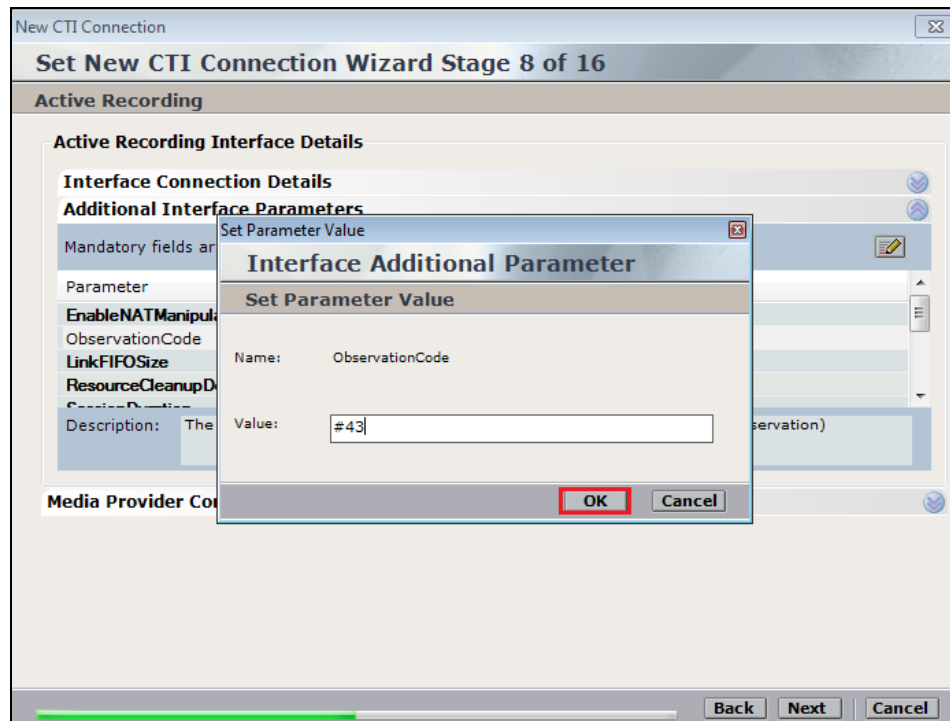 New CTI Connection
Set New CTI Connection Wizard Stage 8 of 16
Active Recording
Active Recording Interface Details
Interface Connection Details
Additional Interface Parameters
Mandatory fields ar
Parameter
EnableNATManipula
ObservationCode
LinkFIFOSize
ResourceCleanupD
Description: The
servation)
Media Provider Co
Set Parameter Value
Interface Additional Parameter
Set Parameter Value
Name: ObservationCode
Value: #43
OK Cancel
Back Next Cancel